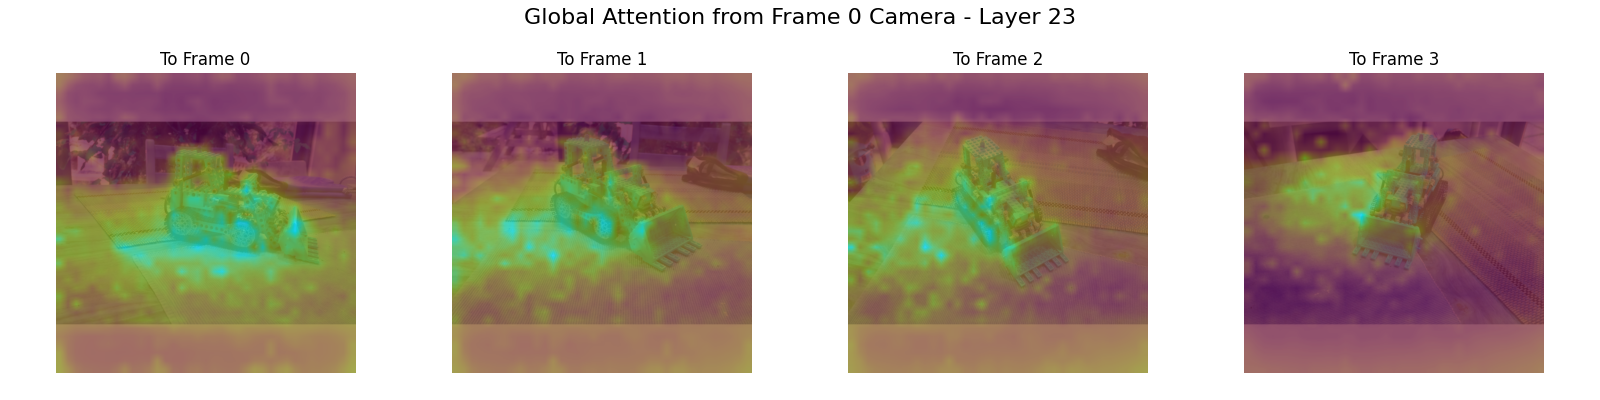 Global Attention from Frame 0 Camera - Layer 23
To Frame 0
To Frame 1
To Frame 2
To Frame 3